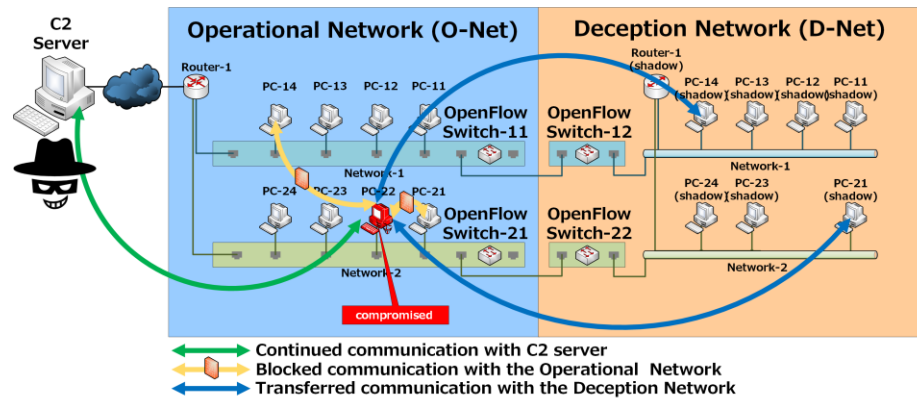 C2
Server
Operational Network (O-Net)
Deception Network (D-Net)
Router-1
PC-14
PC-13
PC-12
PC-11
OpenFlow
Switch-11
OpenFlow
Switch-12
Router-1
(shadow)
PC-14
(shadow)
PC-13
(shadow)
PC-12
(shadow)
PC-11
(shadow)
Network-1
Network-1
PC-24
PC-23
PC-22
PC-21
OpenFlow
Switch-21
OpenFlow
Switch-22
PC-24
(shadow)
PC-23
(shadow)
PC-21
(shadow)
Network-2
Network-2
compromised
Continued communication with C2 server
Blocked communication with the Operational Network
Transferred communication with the Deception Network